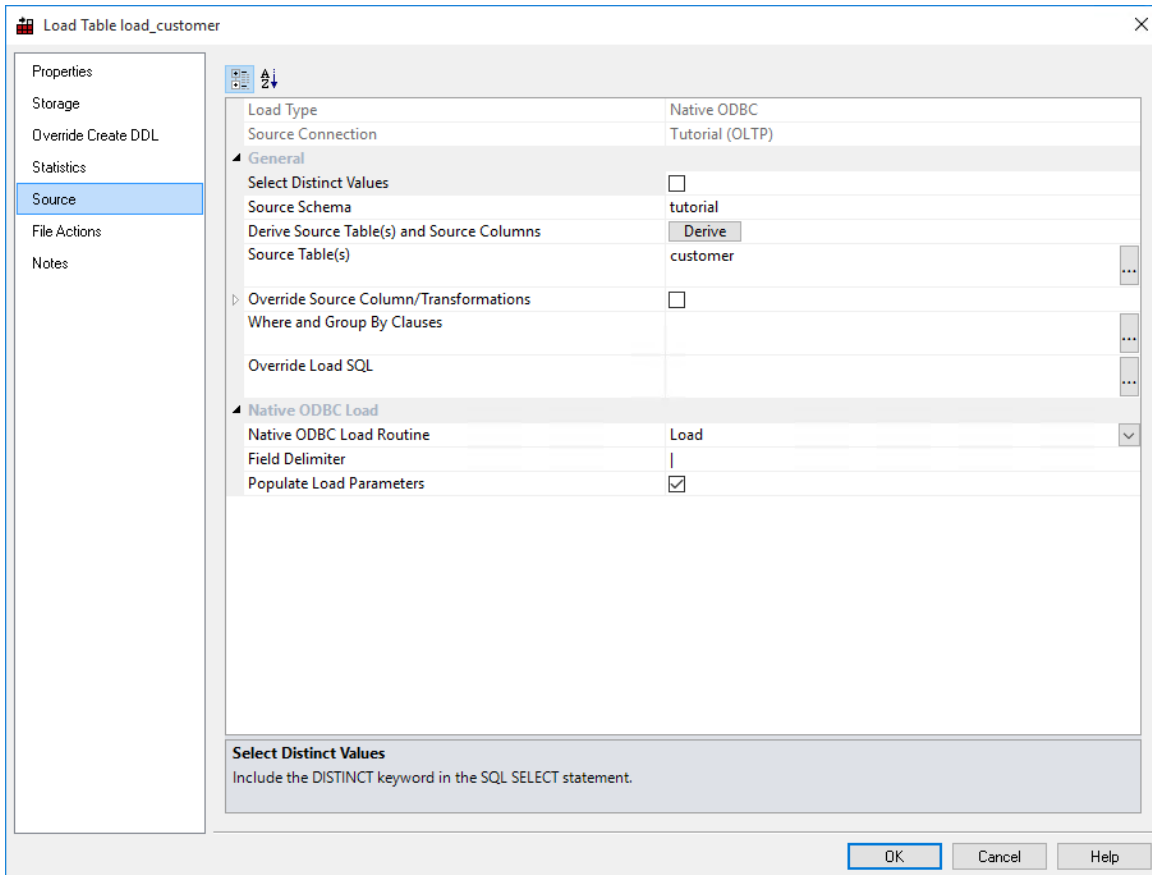 Load Table load_customer
Properties
Storage
Override Create DDL
Statistics
Source
File Actions
Notes
Load Type Native ODBC
Source Connection Tutorial (OLTP)
General
Select Distinct Values
Source Schema tutorial
Derive Source Table(s) and Source Columns Derive
Source Table(s) customer
...
Override Source Column/Transformations
Where and Group By Clauses
...
Override Load SQL
...
Native ODBC Load
Native ODBC Load Routine Load
Field Delimiter |
Populate Load Parameters
Select Distinct Values
Include the DISTINCT keyword in the SQL SELECT statement.
OK Cancel Help